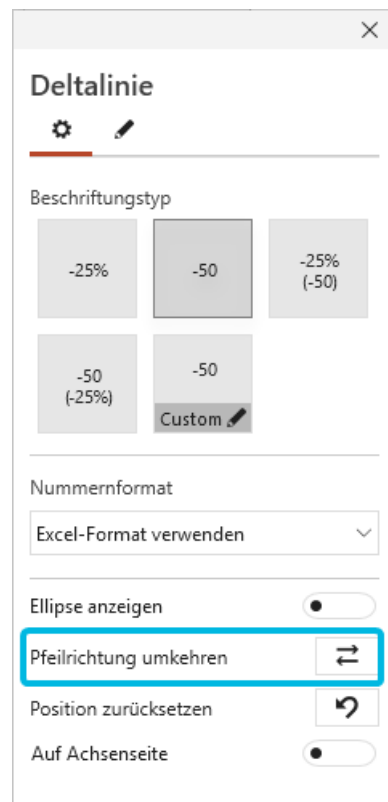 Deltalinie
Beschriftungstyp
-25%
-50
-25%
(-50)
-50
(-25%)
-50
Custom
Nummernformat
Excel-Format verwenden
Ellipse anzeigen
Pfeilrichtung umkehren
Position zurücksetzen
Auf Achsenseite